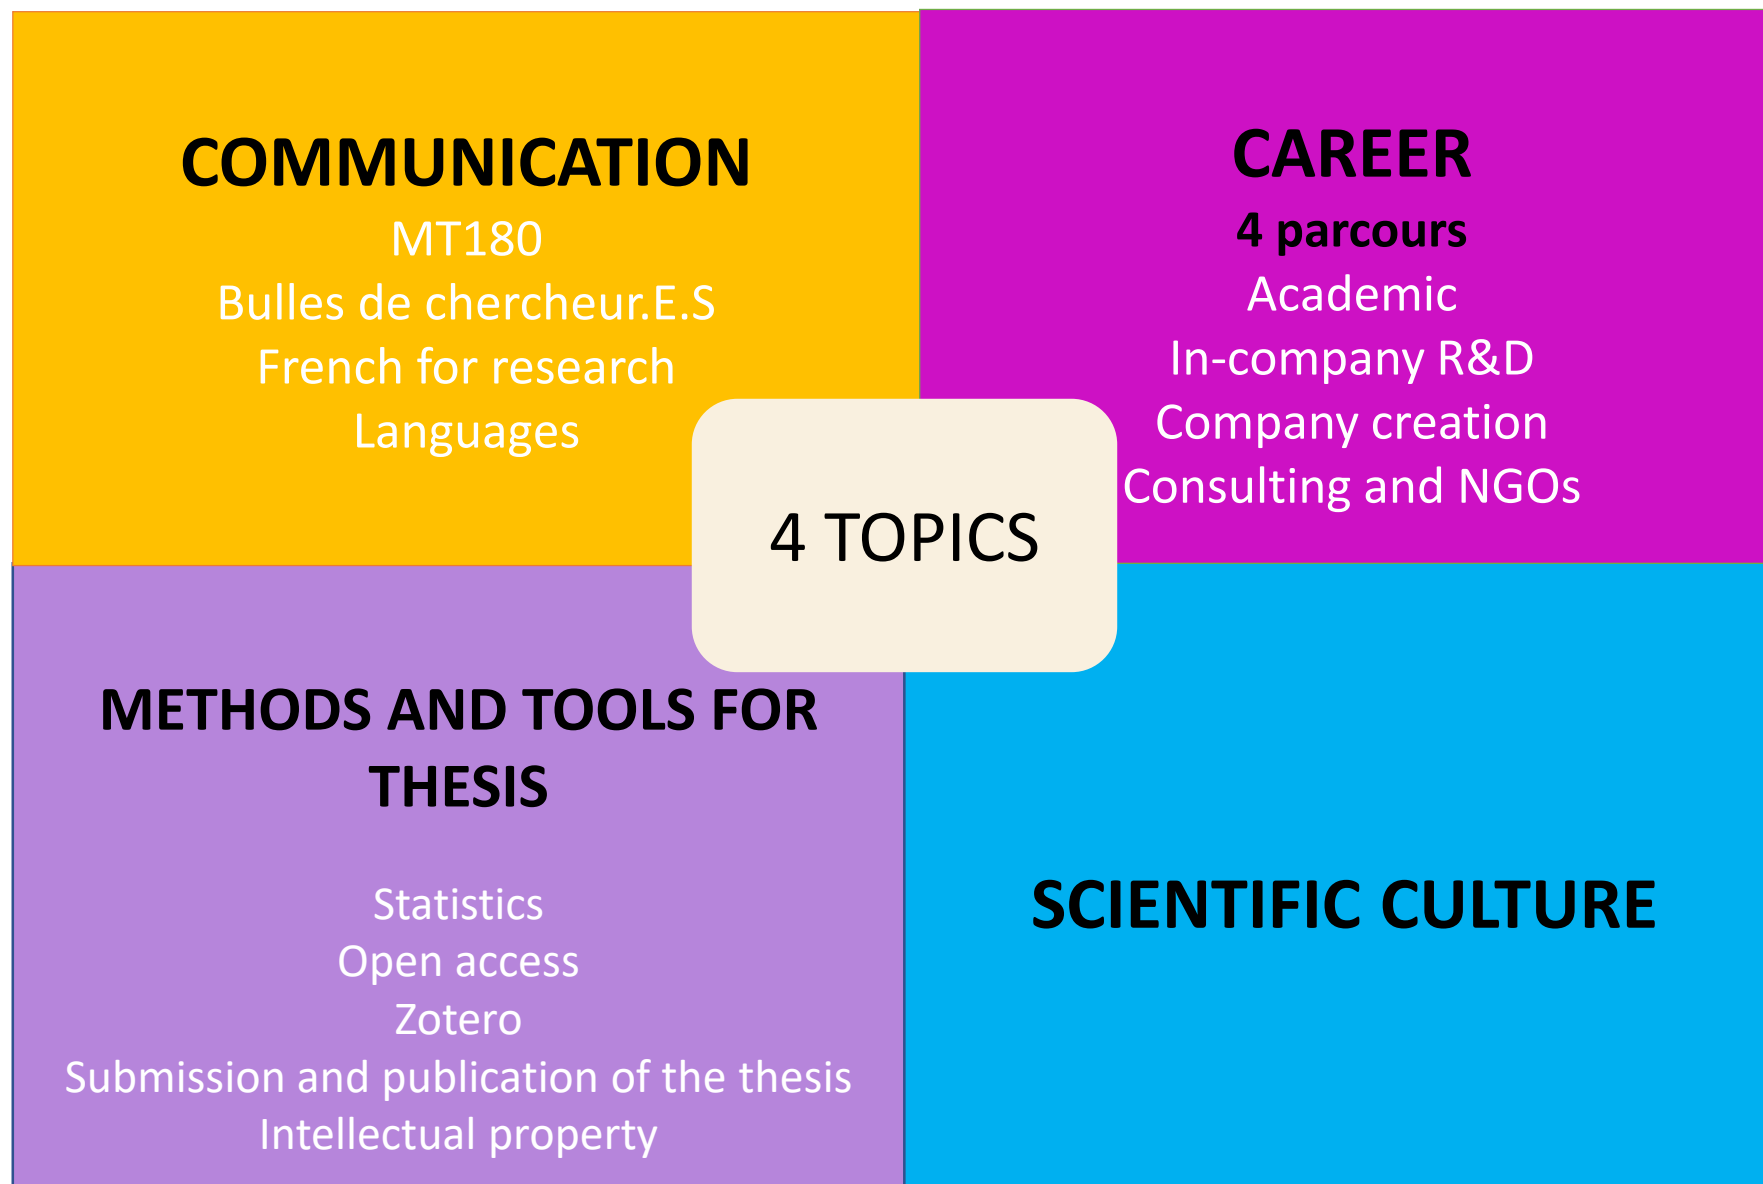 COMMUNICATION
MT180
Bulles de chercheur.E.S
French for research
Languages
CAREER
4 parcours
Academic
In-company R&D
Company creation
Consulting and NGOs
4 TOPICS
METHODS AND TOOLS FOR
THESIS
Statistics
Open access
Zotero
Submission and publication of the thesis
Intellectual property
SCIENTIFIC CULTURE